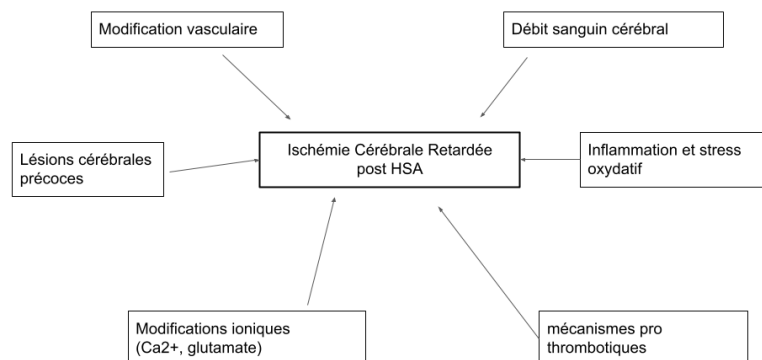 Modification vasculaire
Débit sanguin cérébral
Lésions cérébrales
précoces
Ischémie Cérébrale Retardée
post HSA
Inflammation et stress
oxydatif
Modifications ioniques
(Ca2+, glutamate)
mécanismes pro
thrombotiques